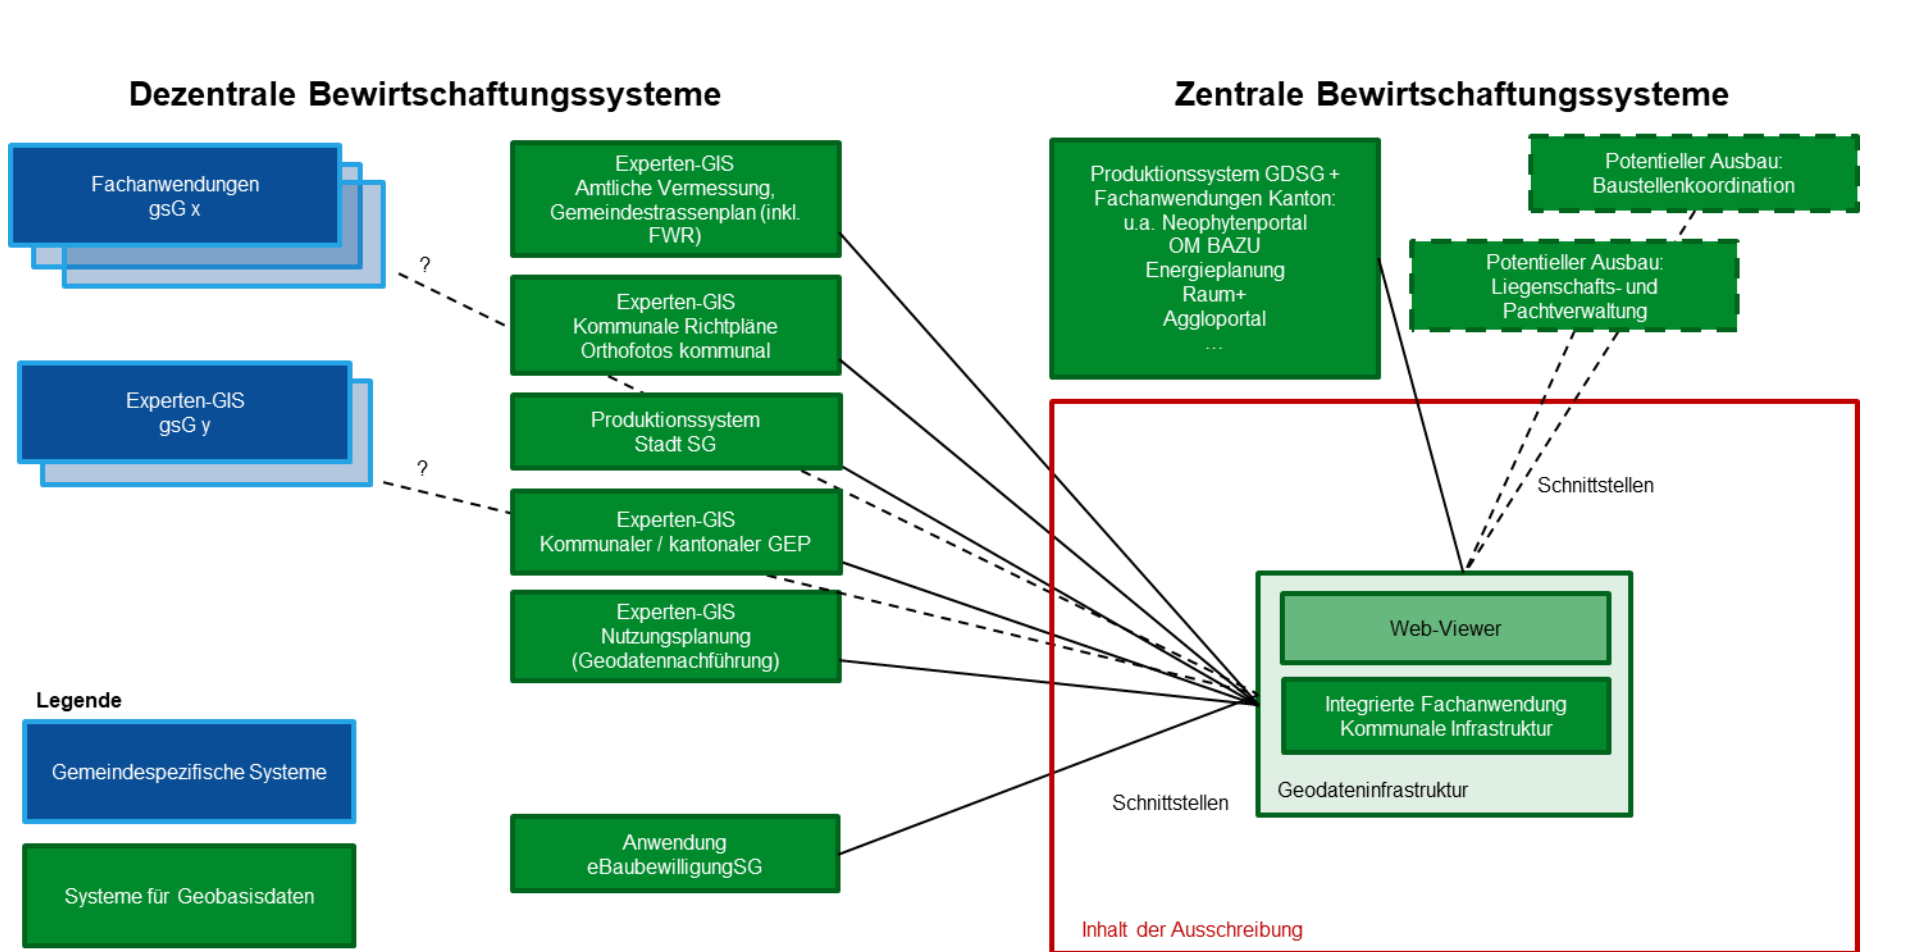 Dezentrale Bewirtschaftungssysteme
Zentrale Bewirtschaftungssysteme
Fachanwendungen
gsG x
?
Experten-GIS
gsG y
?
Experten-GIS
Amtliche Vermessung,
Gemeindestrassenplan (inkl.
FWR)
Experten-GIS
Kommunale Richtpläne
Orthofotos kommunal
Produktionssystem
Stadt SG
Experten-GIS
Kommunaler / kantonaler GEP
Experten-GIS
Nutzungsplanung
(Geodatennachführung)
Anwendung
eBaubewilligungSG
Produktionssystem GDSG +
Fachanwendungen Kanton:
u.a. Neophytenportal
OM BAZU
Energieplanung
Raum+
Aggloportal
...
Potentieller Ausbau:
Baustellenkoordination
Potentieller Ausbau:
Liegenschafts- und
Pachtverwaltung
Schnittstellen
Web-Viewer
Integrierte Fachanwendung
Kommunale Infrastruktur
Geodateninfrastruktur
Schnittstellen
Inhalt der Ausschreibung
Legende
Gemeindespezifische Systeme
Systeme für Geobasisdaten